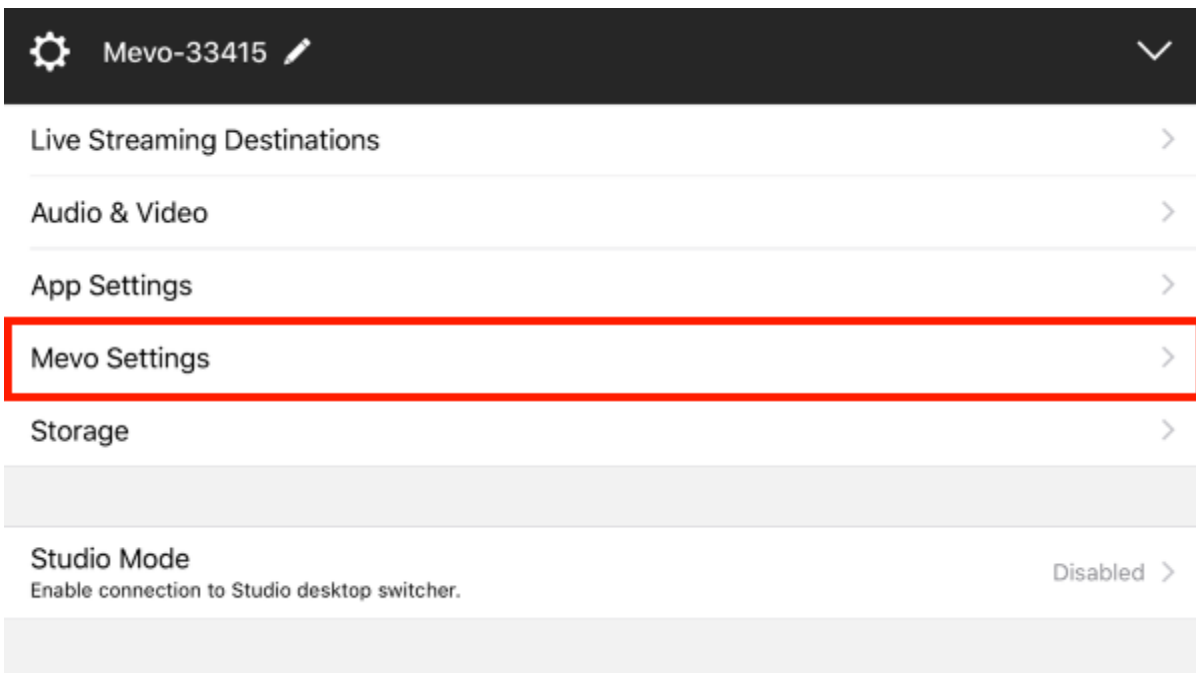 Mevo-33415
Live Streaming Destinations
Audio & Video
App Settings
Mevo Settings
Storage
Studio Mode
Disabled
Enable connection to Studio desktop switcher.